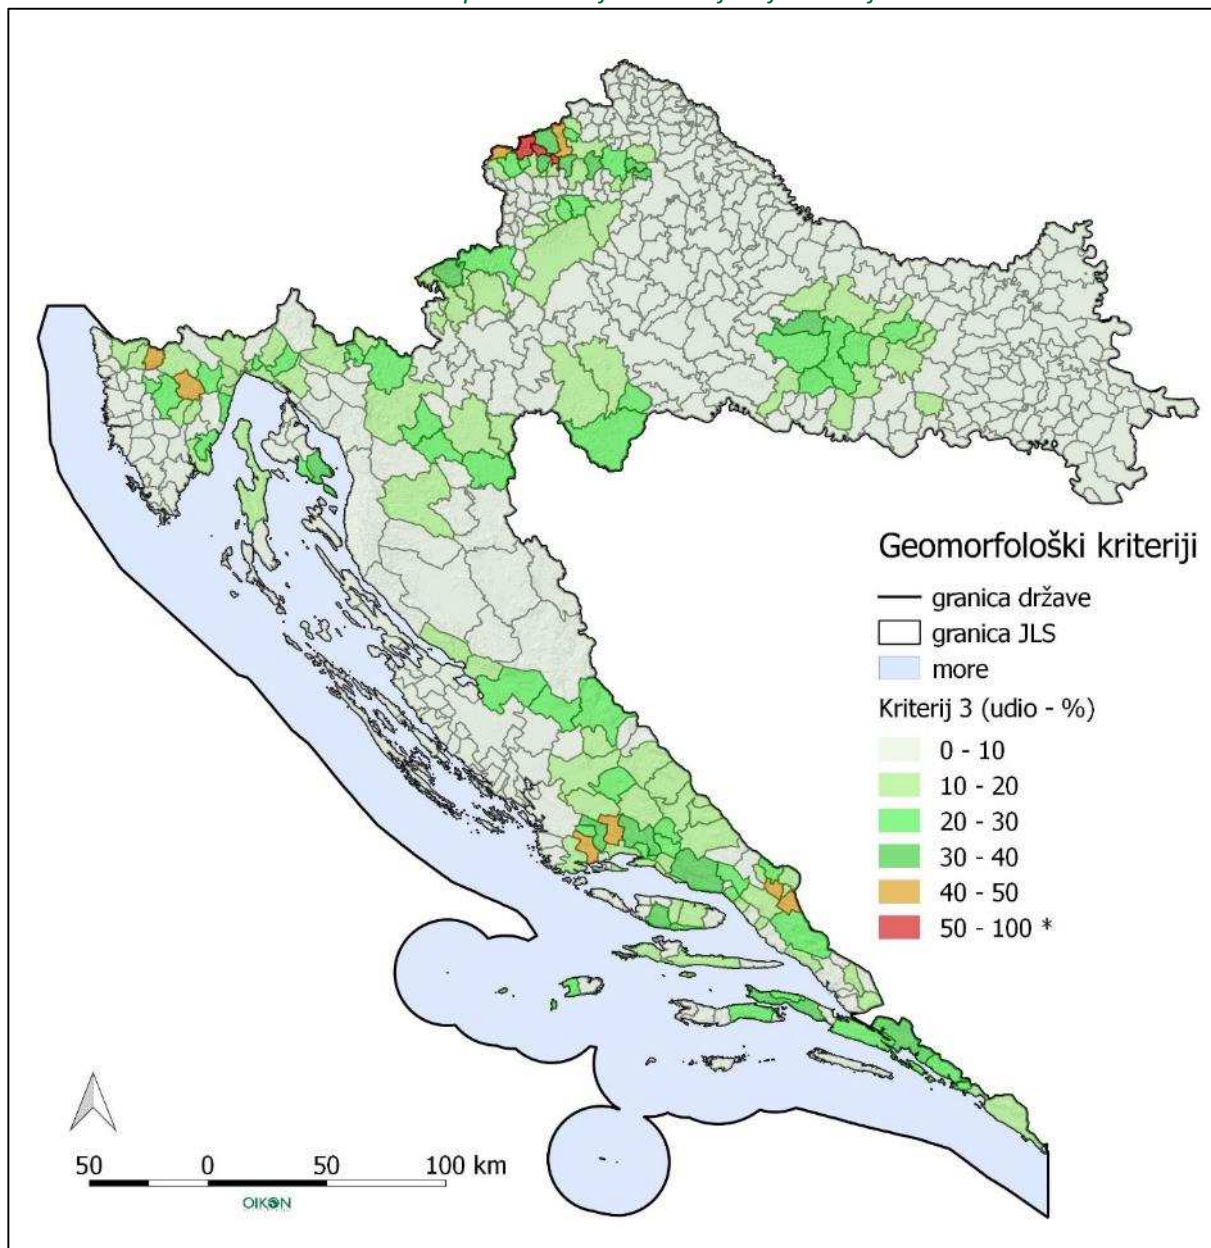 Geomorfološki kriteriji
granica države
granica JLS
more
Kriterij 3 (udio - %)
0 - 10
10 - 20
20 - 30
30 - 40
40 - 50
50 - 100 *
50 0 50 100 km
OIKON